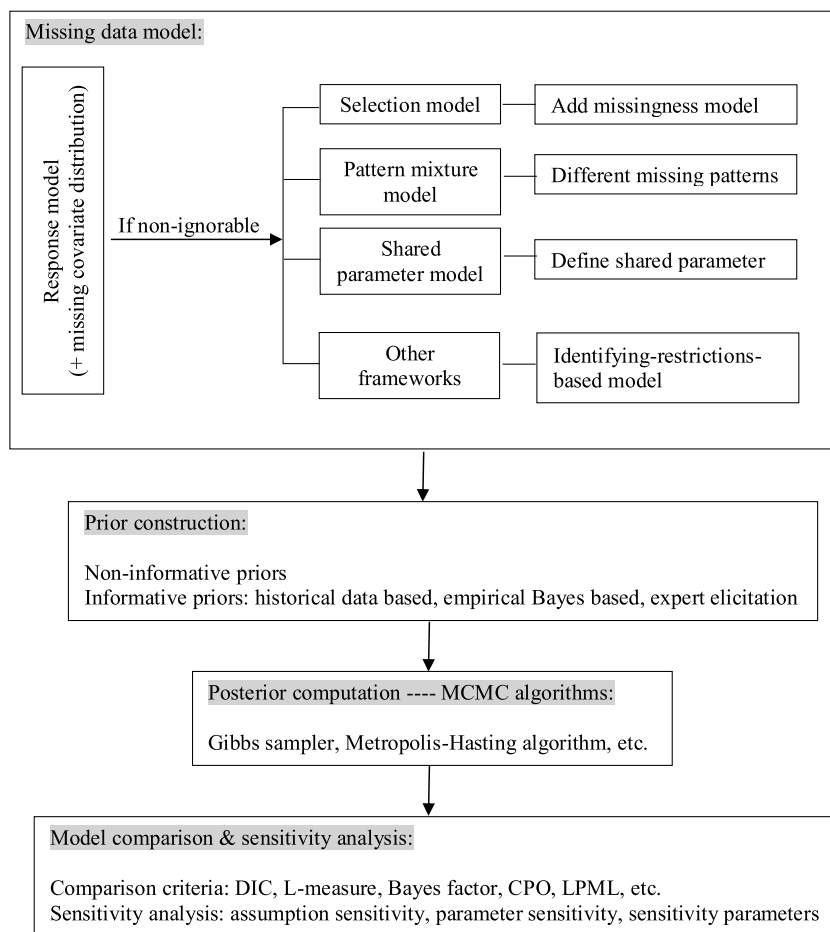 Missing data model:
Response model
(+ missing covariate distribution)
If non-ignorable
Selection model
Add missingness model
Pattern mixture
model
Different missing patterns
Shared
parameter model
Define shared parameter
Other
frameworks
Identifying-restrictions-
based model
Prior construction:
Non-informative priors
Informative priors: historical data based, empirical Bayes based, expert elicitation
Posterior computation ---- MCMC algorithms:
Gibbs sampler, Metropolis-Hasting algorithm, etc.
Model comparison & sensitivity analysis:
Comparison criteria: DIC, L-measure, Bayes factor, CPO, LPML, etc.
Sensitivity analysis: assumption sensitivity, parameter sensitivity, sensitivity parameters